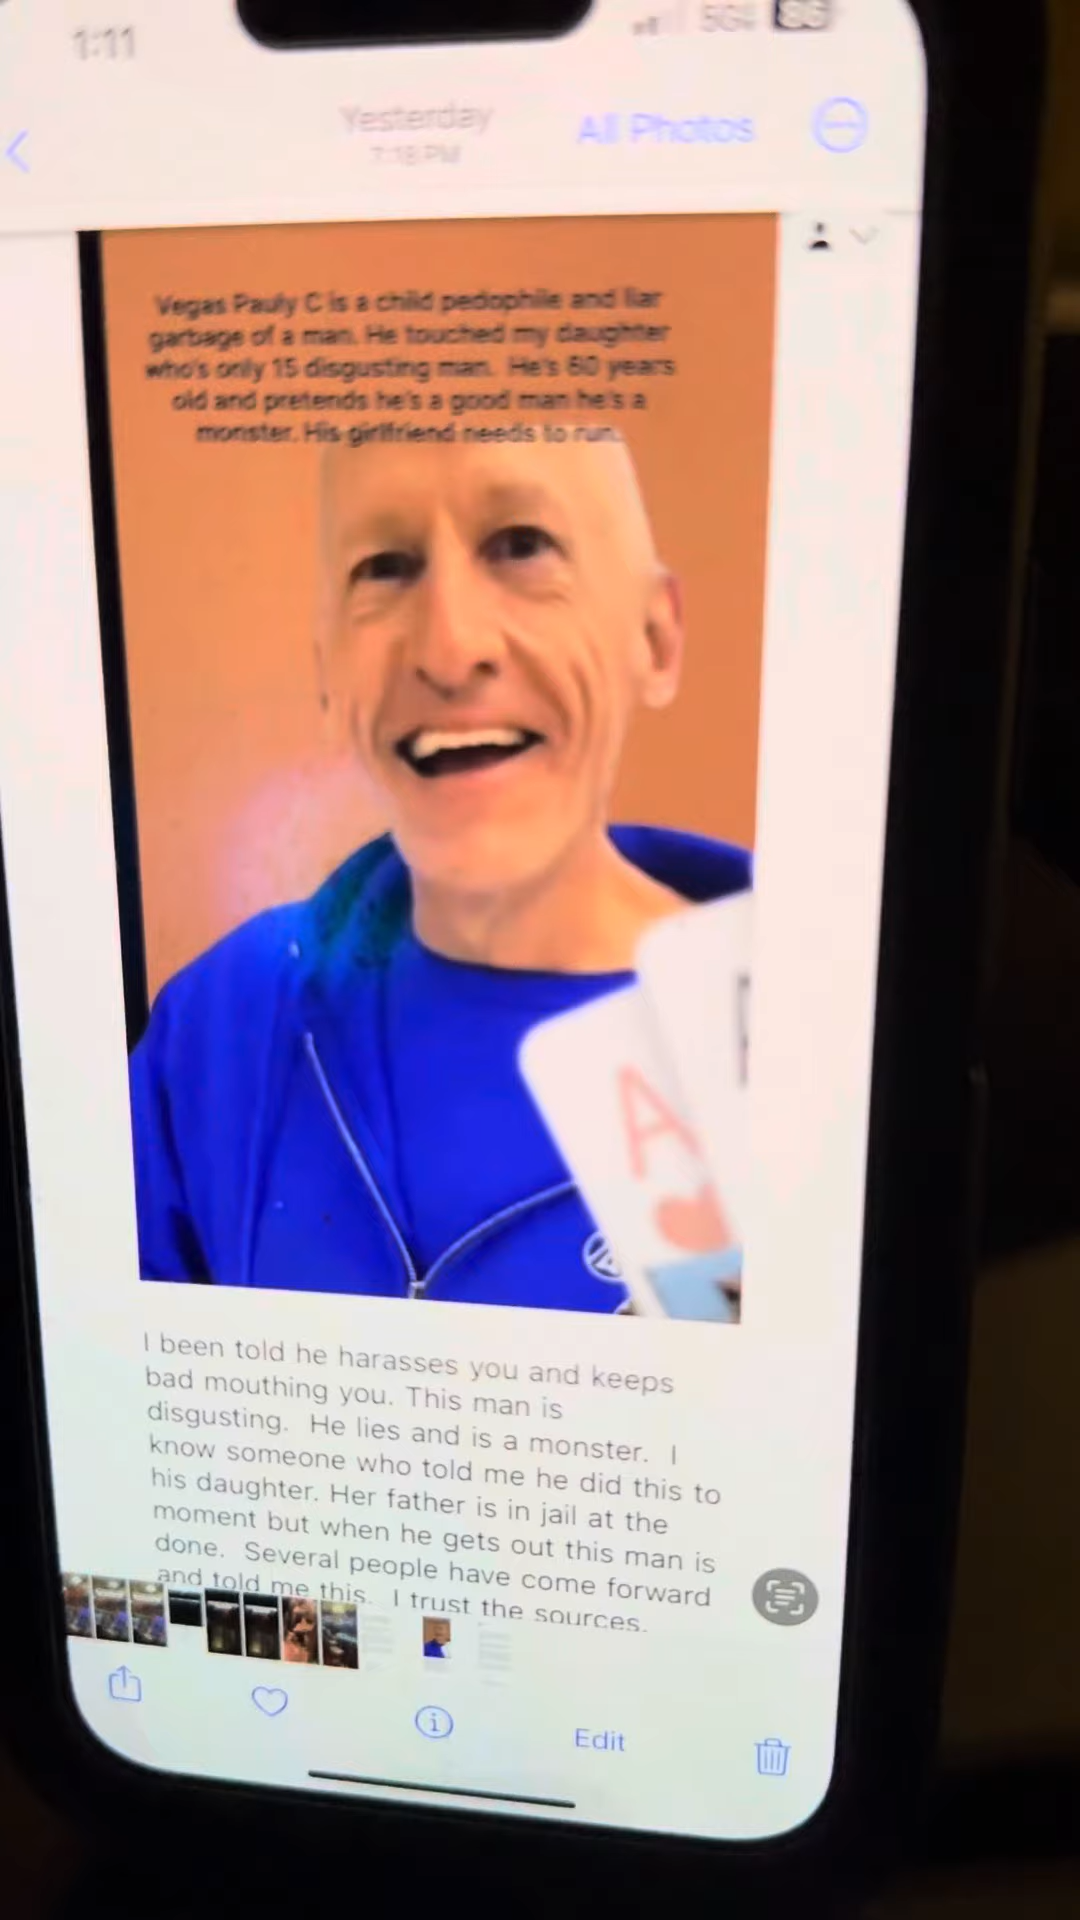 1:11
5G
86
Yesterday
7:18 PM
All Photos
Vegas Pauly C is a child pedophile and liar
garbage of a man. He touched my daughter
who's only 15 disgusting man. He's 60 years
old and pretends he's a good man he's a
monster. His girlfriend needs to run.
A
I been told he harasses you and keeps
bad mouthing you. This man is
disgusting. He lies and is a monster. I
know someone who told me he did this to
his daughter. Her father is in jail at the
moment but when he gets out this man is
done. Several people have come forward
and told me this. I trust the sources.
Edit